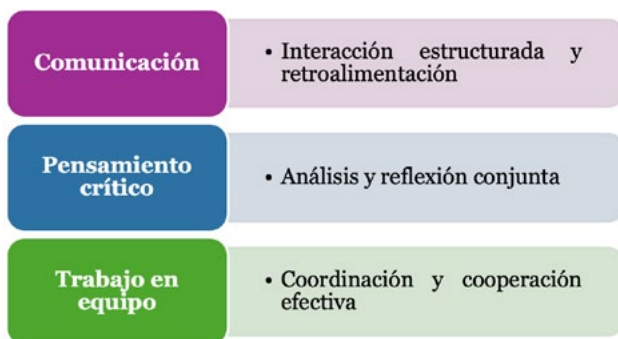 Comunicación
• Interacción estructurada y
retroalimentación
Pensamiento
crítico
• Análisis y reflexión conjunta
Trabajo en
equipo
• Coordinación y cooperación
efectiva